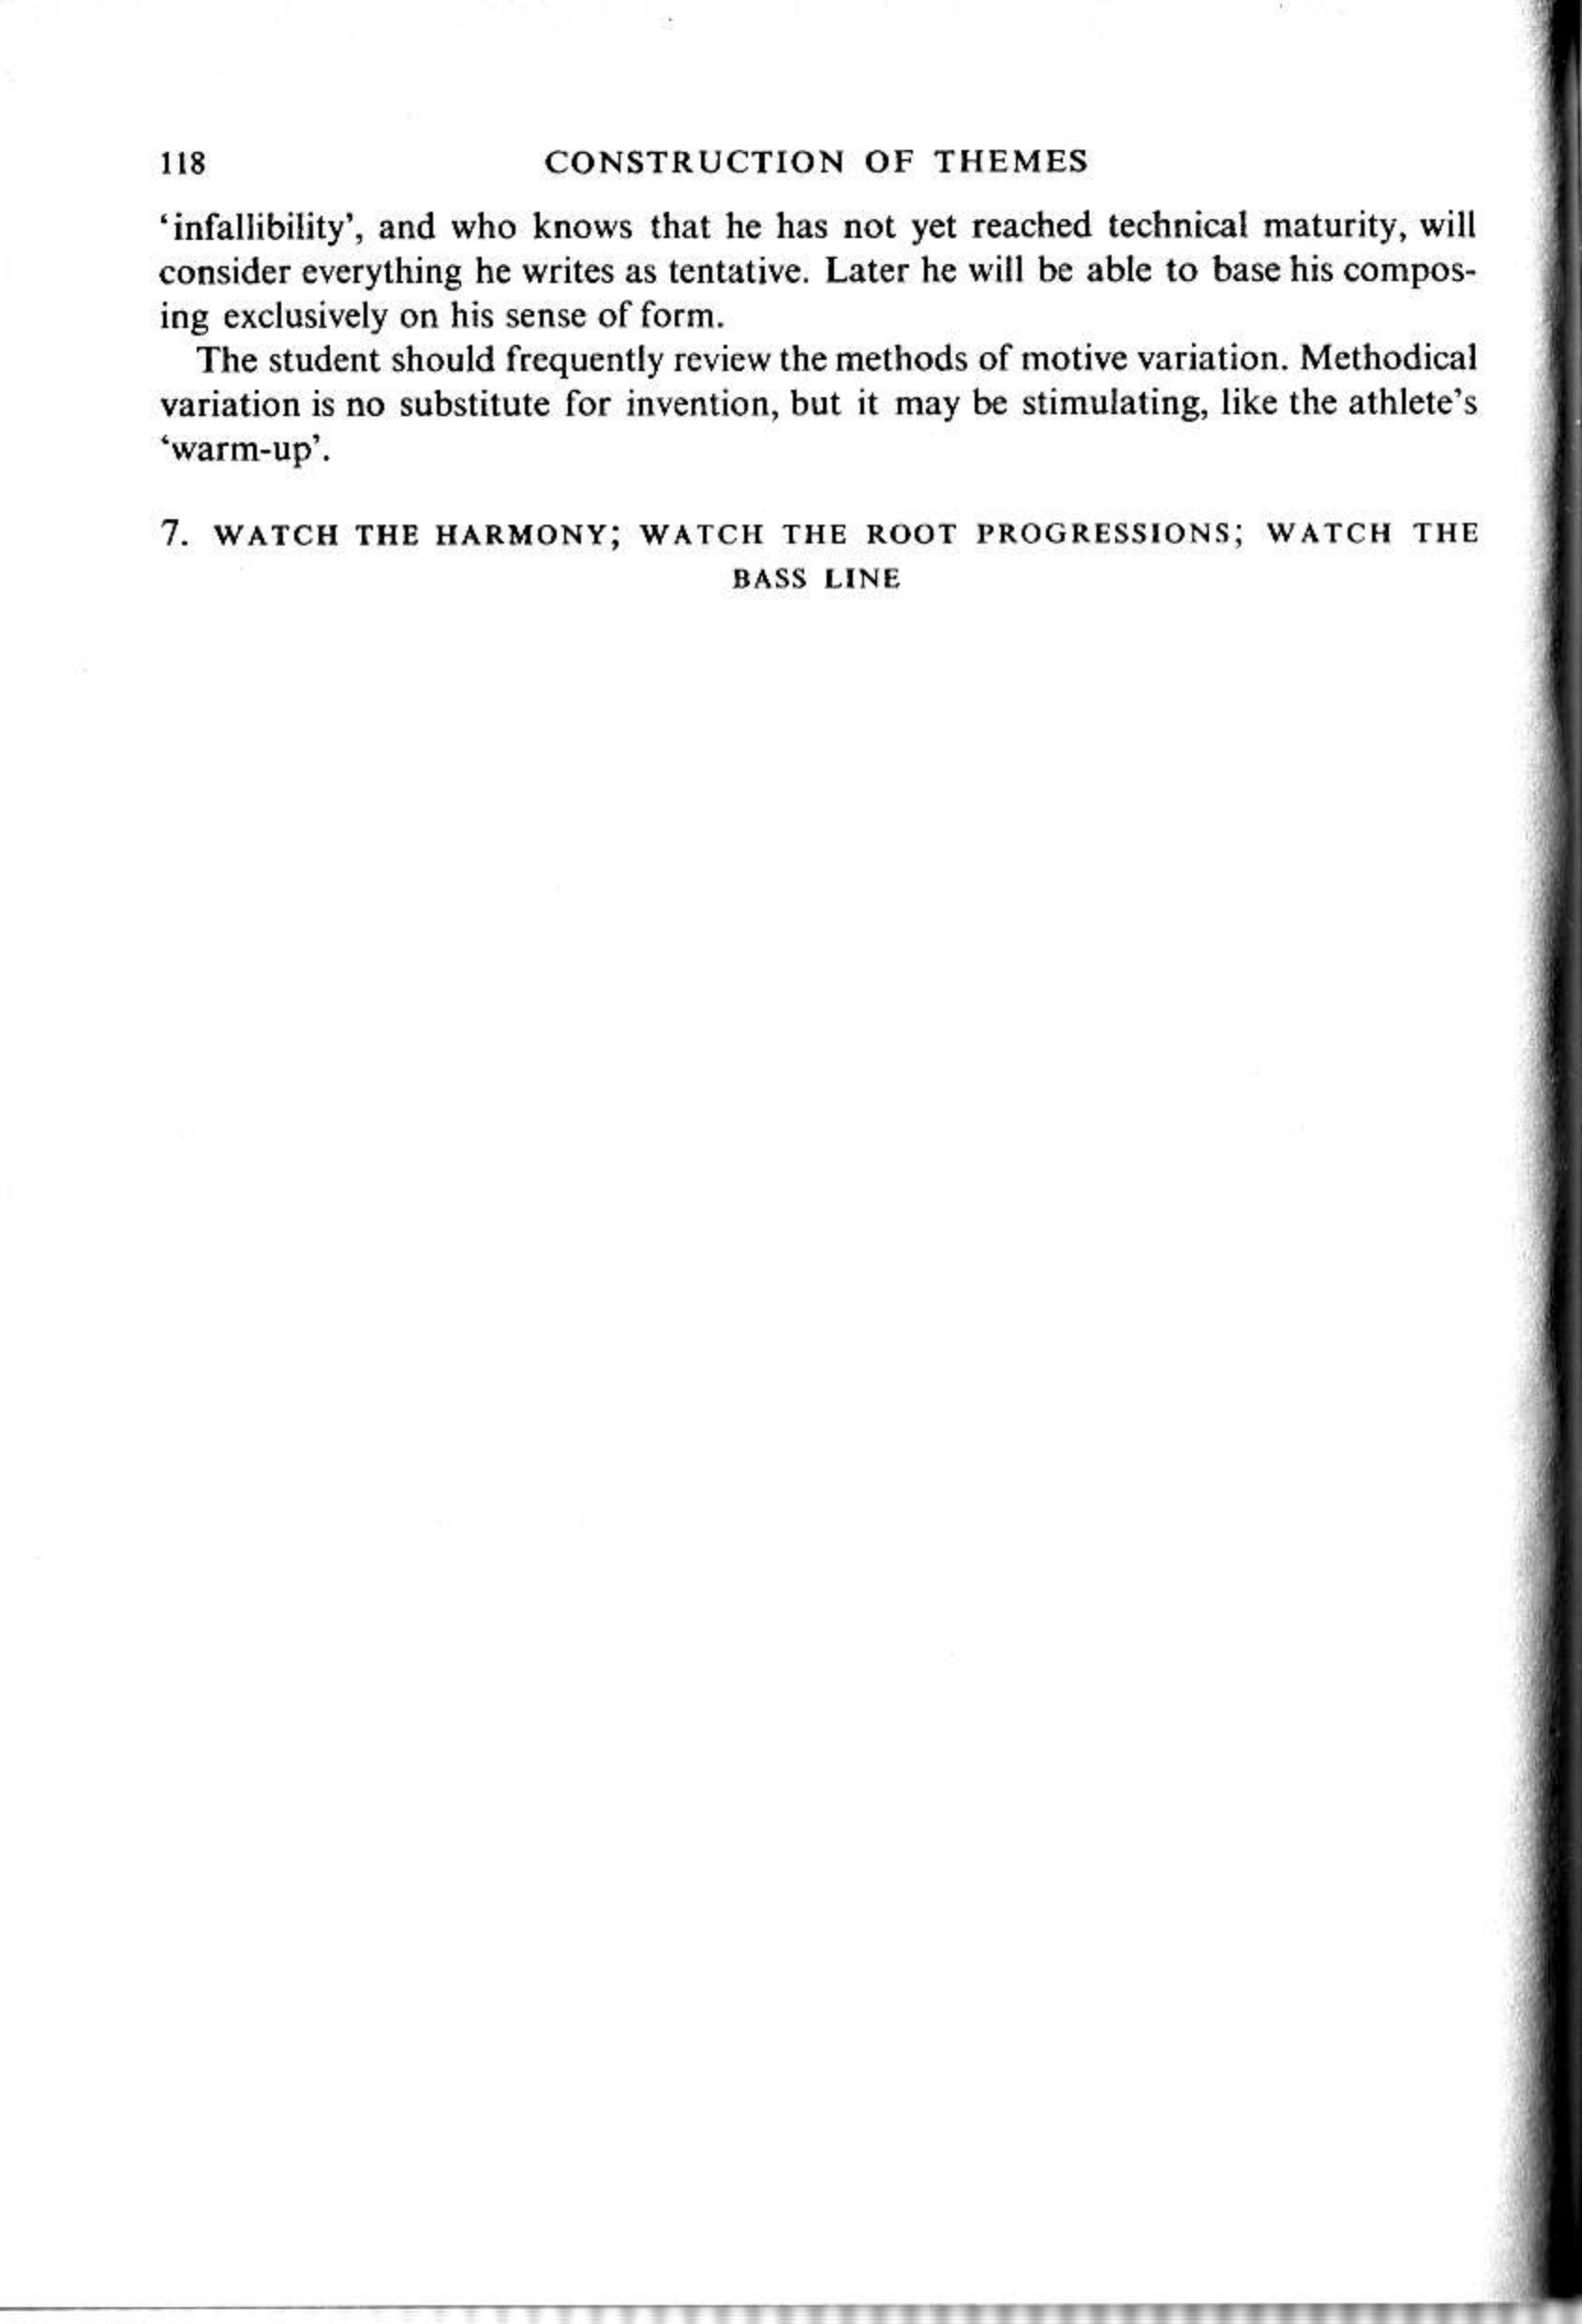 118 CONSTRUCTION OF THEMES
‘infallibility’, and who knows that he has not yet reached technical maturity, will
consider everything he writes as tentative. Later he will be able to base his compos-
ing exclusively on his sense of form.
The student should frequently review the methods of motive variation. Methodical
variation is no substitute for invention, but it may be stimulating, like the athlete’s
‘warm-up’.
7. WATCH THE HARMONY; WATCH THE ROOT PROGRESSIONS; WATCH THE
BASS LINE